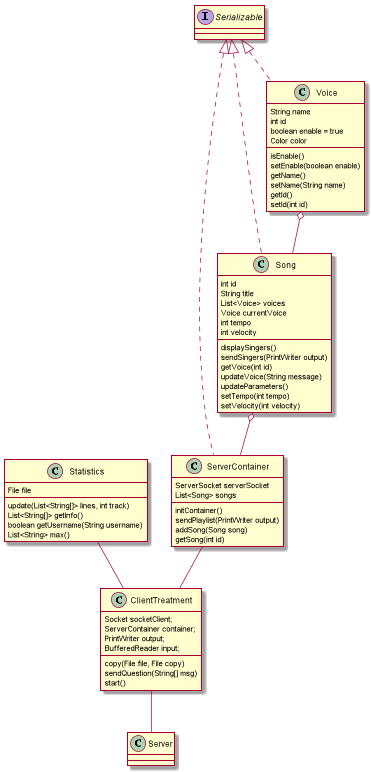 I Serializable
C Voice
String name
int id
boolean enable = true
Color color
isEnable()
setEnable(boolean enable)
getName()
setName(String name)
getId()
setId(int id)
C Song
int id
String title
List<Voice> voices
Voice currentVoice
int tempo
int velocity
displaySingers()
sendSingers(PrintWriter output)
getVoice(int id)
updateVoice(String message)
updateParameters()
setTempo(int tempo)
setVelocity(int velocity)
C Statistics
File file
update(List<String[]> lines, int track)
List<String[]> getInfo()
boolean getUsername(String username)
List<String> max()
C ServerContainer
ServerSocket serverSocket
List<Song> songs
initContainer()
sendPlaylist(PrintWriter output)
addSong(Song song)
getSong(int id)
C ClientTreatment
Socket socketClient;
ServerContainer container;
PrintWriter output;
BufferedReader input;
copy(File file, File copy)
sendQuestion(String[] msg)
start()
C Server